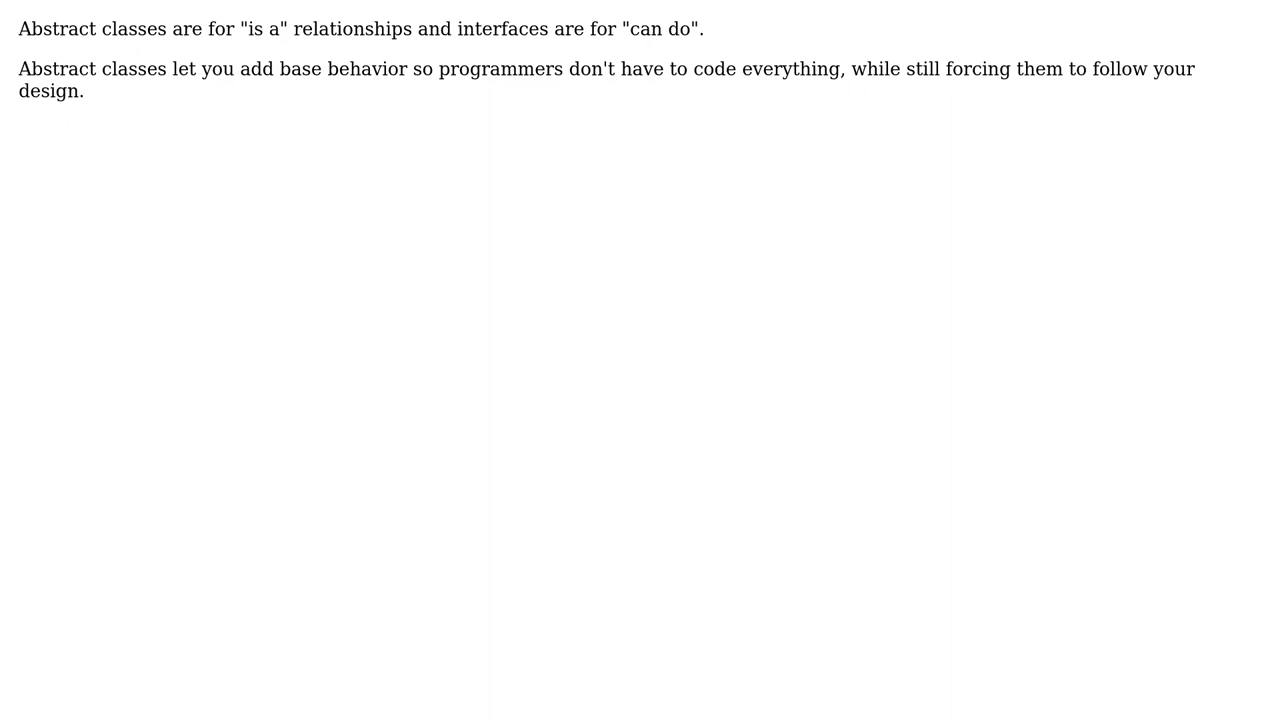 Abstract classes are for "is a" relationships and interfaces are for "can do".
Abstract classes let you add base behavior so programmers don't have to code everything, while still forcing them to follow your
design.